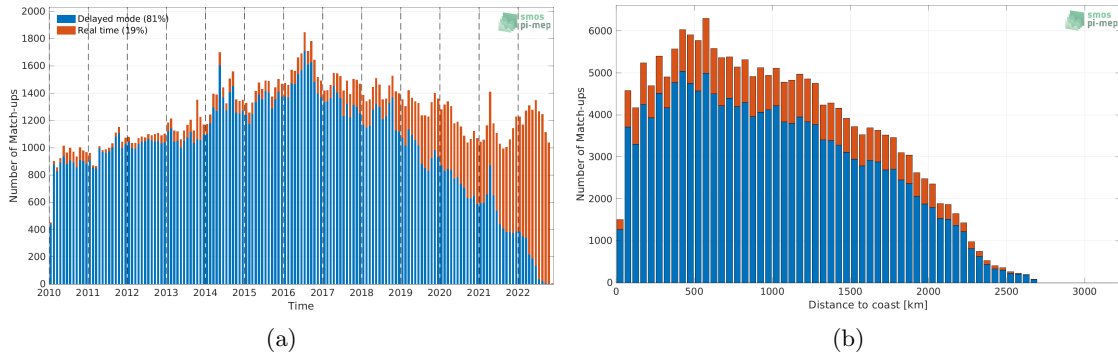 Delayed mode (81%)
Real time (19%)
smos
pi-mep
Number of Match-ups
2000
1800
1600
1400
1200
1000
800
600
400
200
0
2010 2011 2012 2013 2014 2015 2016 2017 2018 2019 2020 2021 2022
Time
(a)
smos
pi-mep
Number of Match-ups
6000
5000
4000
3000
2000
1000
0
0 500 1000 1500 2000 2500 3000
Distance to coast [km]
(b)